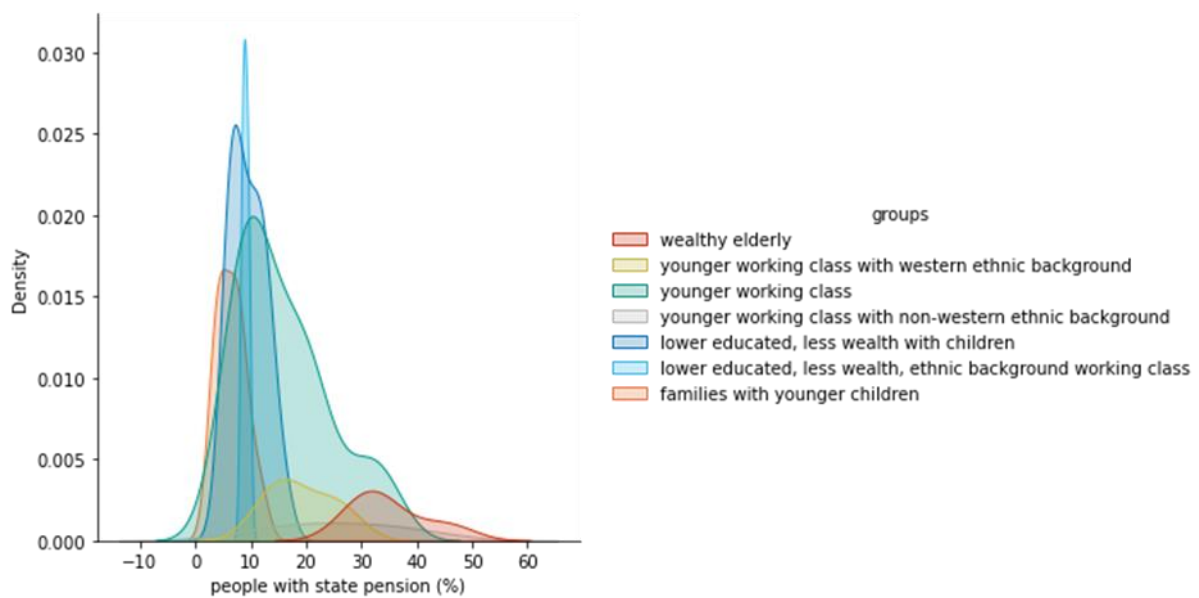 0.030
0.025
0.020
0.015
0.010
0.005
0.000
Density
−10 0 10 20 30 40 50 60
people with state pension (%)
groups
wealthy elderly
younger working class with western ethnic background
younger working class
younger working class with non-western ethnic background
lower educated, less wealth with children
lower educated, less wealth, ethnic background working class
families with younger children